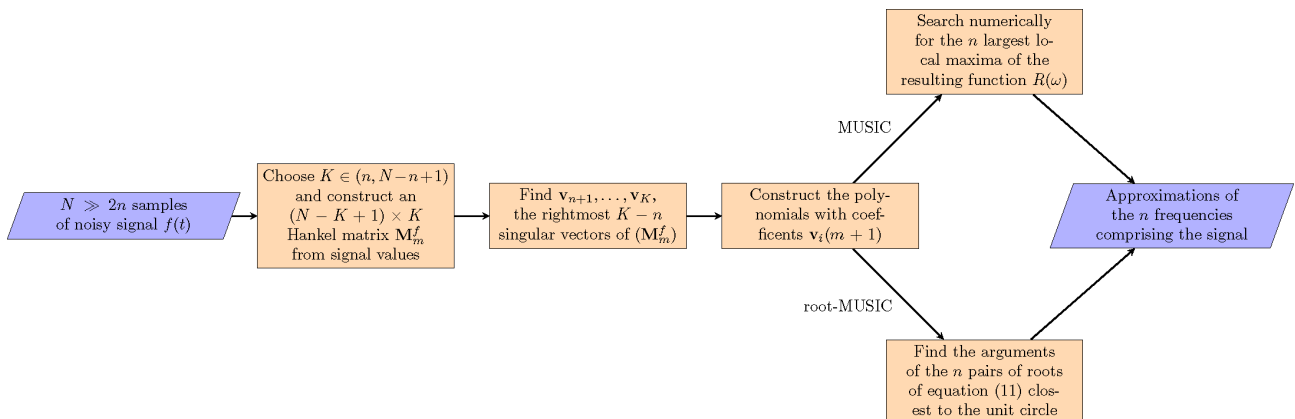 N ≫ 2n samples
of noisy signal f(t)
Choose K ∈ (n, N−n+1)
and construct an
(N − K + 1) × K
Hankel matrix M_m^f
from signal values
Find v_{n+1}, …, v_K,
the rightmost K − n
singular vectors of (M_m^f)
Construct the poly-
nomials with coef-
ficents v_i(m + 1)
MUSIC
Search numerically
for the n largest lo-
cal maxima of the
resulting function R(ω)
root-MUSIC
Find the arguments
of the n pairs of roots
of equation (11) clos-
est to the unit circle
Approximations of
the n frequencies
comprising the signal